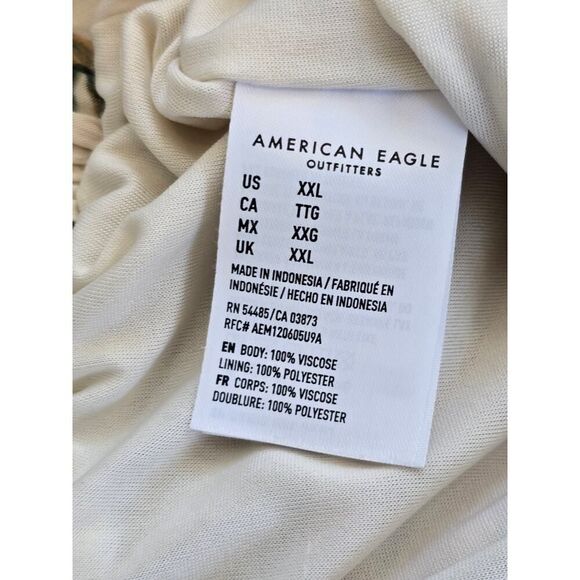 AMERICAN EAGLE
OUTFITTERS
US XXL
CA TTG
MX XXG
UK XXL
MADE IN INDONESIA / FABRIQUÉ EN
INDONÉSIE / HECHO EN INDONESIA
RN 54485/CA 03873
RFC# AEM120605U9A
EN BODY: 100% VISCOSE
LINING: 100% POLYESTER
FR CORPS: 100% VISCOSE
DOUBLURE: 100% POLYESTER